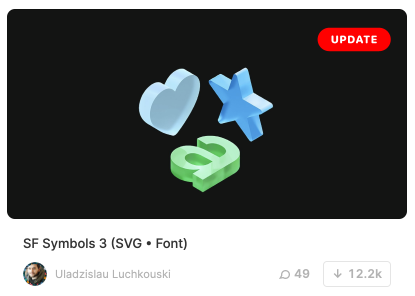 UPDATE
SF Symbols 3 (SVG • Font)
Uladzislau Luchkouski
49
12.2k